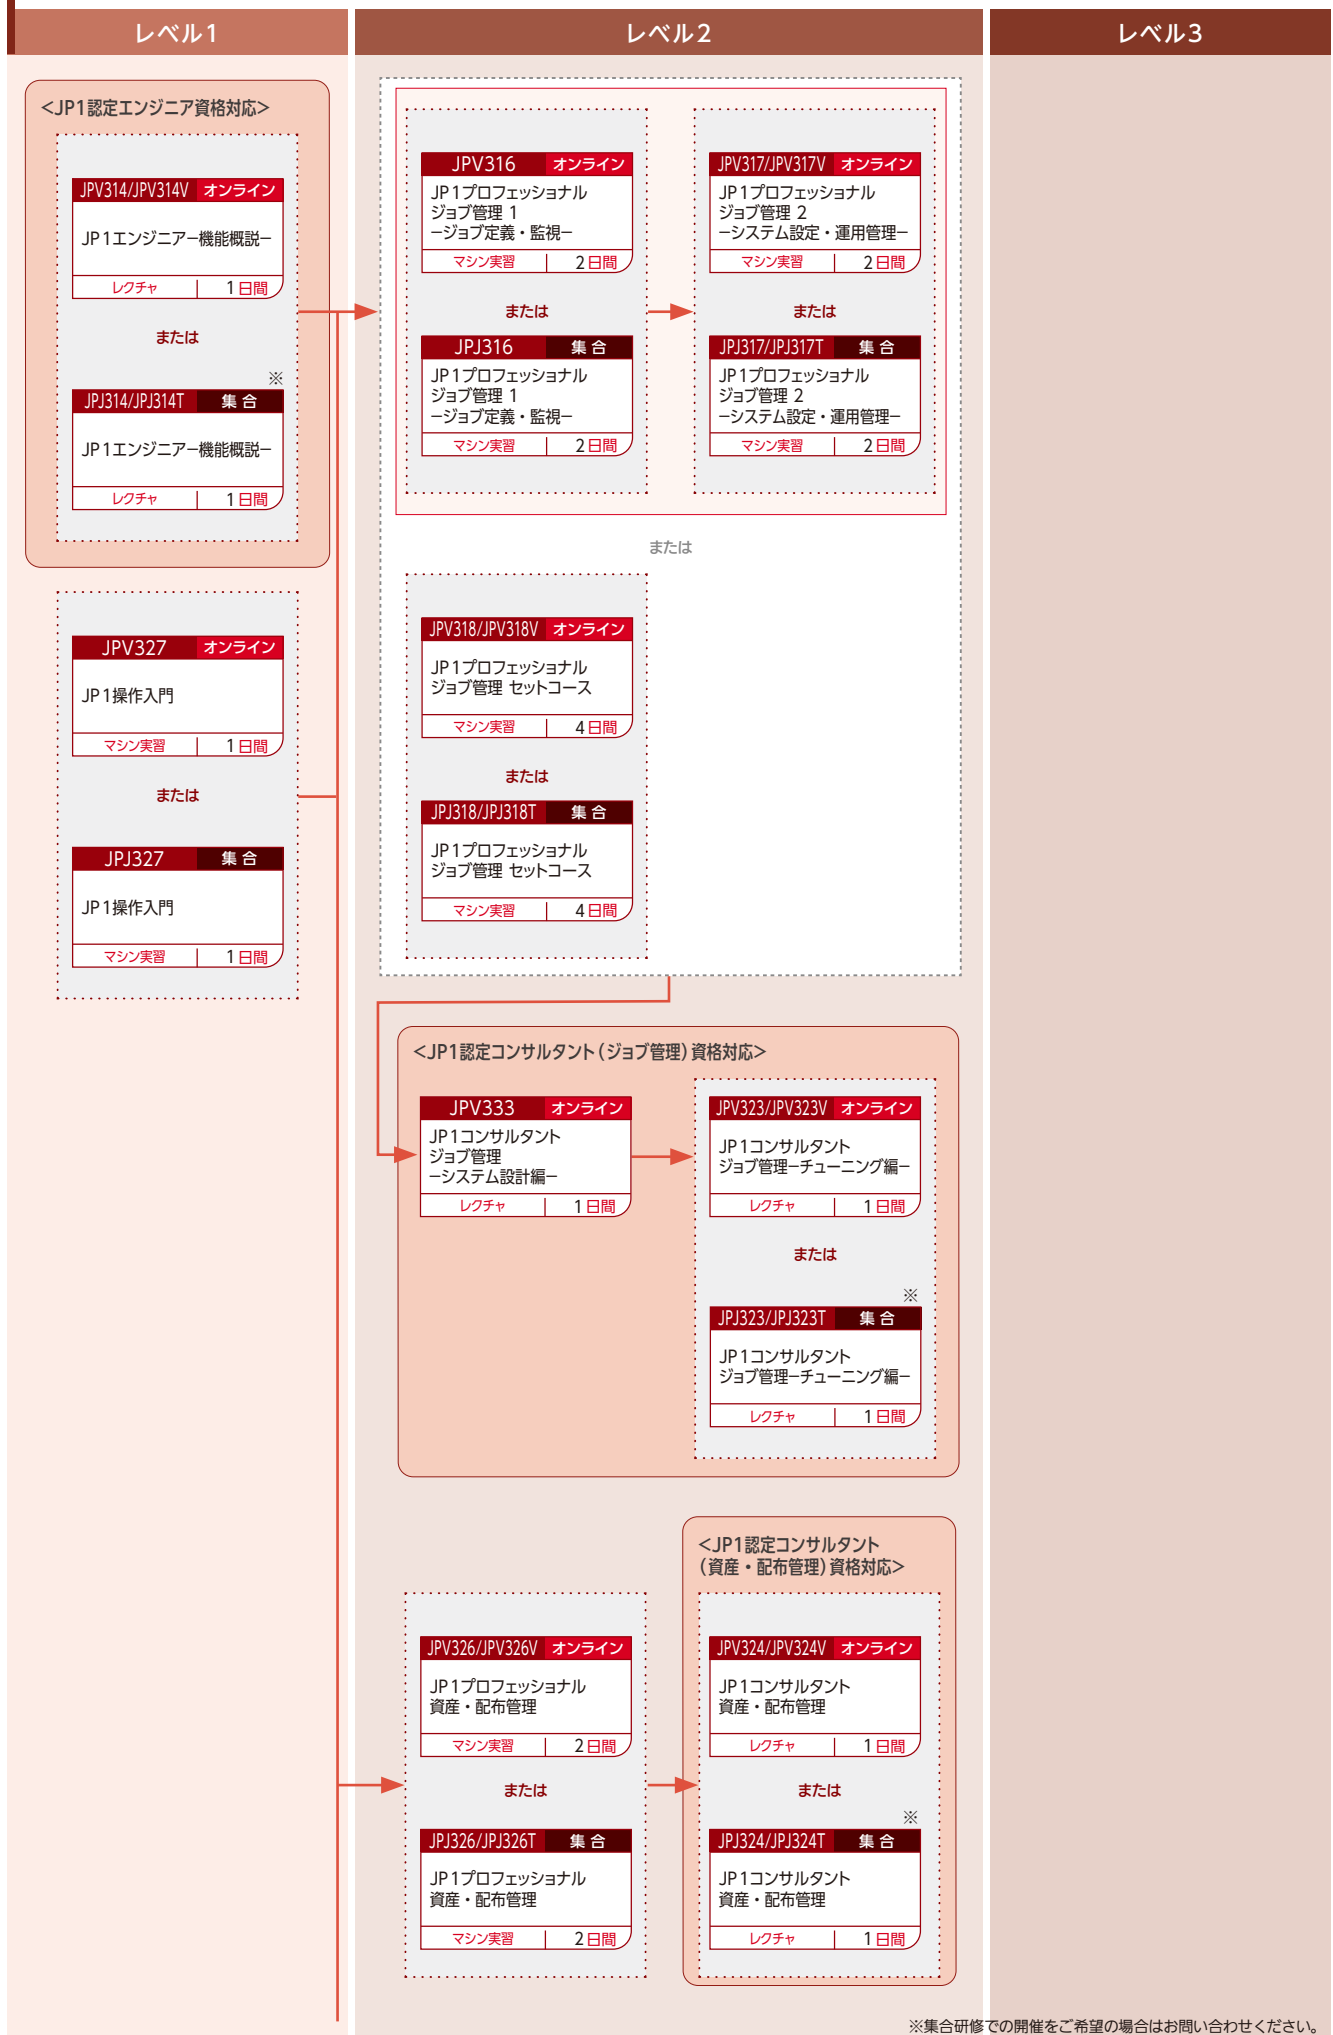 レベル1
レベル2
レベル3
＜JP1認定エンジニア資格対応＞
JPV314/JPV314V オンライン
JP1エンジニアー機能概説ー
レクチャ 1日間
または
※
JPJ314/JPJ314T 集合
JP1エンジニアー機能概説ー
レクチャ 1日間
JPV327 オンライン
JP1操作入門
マシン実習 1日間
または
JPJ327 集合
JP1操作入門
マシン実習 1日間
JPV316 オンライン
JP1プロフェッショナル
ジョブ管理 1
ージョブ定義・監視ー
マシン実習 2日間
または
JPJ316 集合
JP1プロフェッショナル
ジョブ管理 1
ージョブ定義・監視ー
マシン実習 2日間
JPV317/JPV317V オンライン
JP1プロフェッショナル
ジョブ管理 2
ーシステム設定・運用管理ー
マシン実習 2日間
または
JPJ317/JPJ317T 集合
JP1プロフェッショナル
ジョブ管理 2
ーシステム設定・運用管理ー
マシン実習 2日間
または
JPV318/JPV318V オンライン
JP1プロフェッショナル
ジョブ管理 セットコース
マシン実習 4日間
または
JPJ318/JPJ318T 集合
JP1プロフェッショナル
ジョブ管理 セットコース
マシン実習 4日間
＜JP1認定コンサルタント（ジョブ管理）資格対応＞
JPV333 オンライン
JP1コンサルタント
ジョブ管理
ーシステム設計編ー
レクチャ 1日間
JPV323/JPV323V オンライン
JP1コンサルタント
ジョブ管理ーチューニング編ー
レクチャ 1日間
または
※
JPJ323/JPJ323T 集合
JP1コンサルタント
ジョブ管理ーチューニング編ー
レクチャ 1日間
JPV326/JPV326V オンライン
JP1プロフェッショナル
資産・配布管理
マシン実習 2日間
または
JPJ326/JPJ326T 集合
JP1プロフェッショナル
資産・配布管理
マシン実習 2日間
＜JP1認定コンサルタント
（資産・配布管理）資格対応＞
JPV324/JPV324V オンライン
JP1コンサルタント
資産・配布管理
レクチャ 1日間
または
※
JPJ324/JPJ324T 集合
JP1コンサルタント
資産・配布管理
レクチャ 1日間
※集合研修での開催をご希望の場合はお問い合わせください。